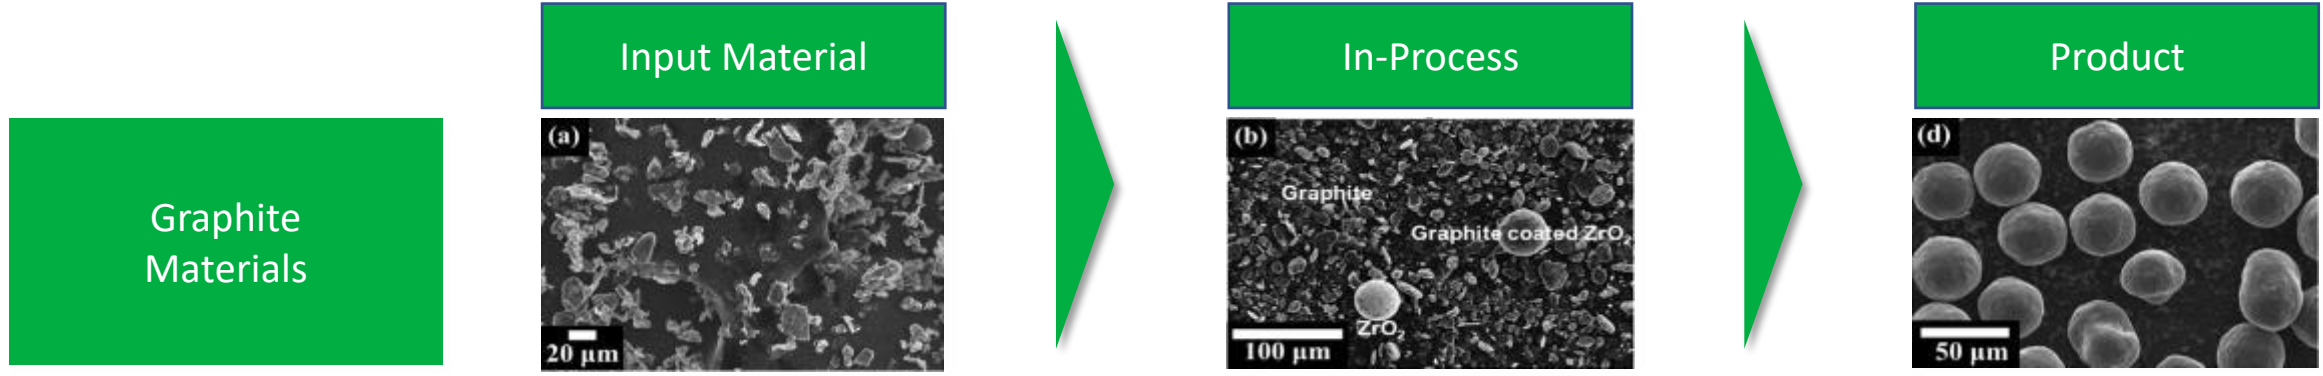 Input Material
In-Process
Product
Graphite
Materials
(a)
20 µm
(b)
Graphite
Graphite coated ZrO₂
ZrO₂
100 µm
(d)
50 µm